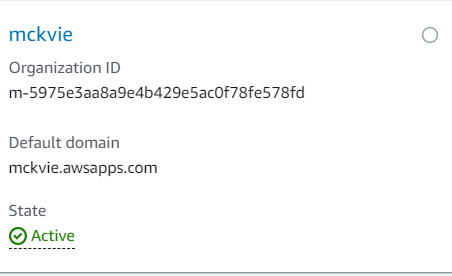 mckvie
Organization ID
m-5975e3aa8a9e4b429e5ac0f78fe578fd
Default domain
mckvie.awsapps.com
State
Active